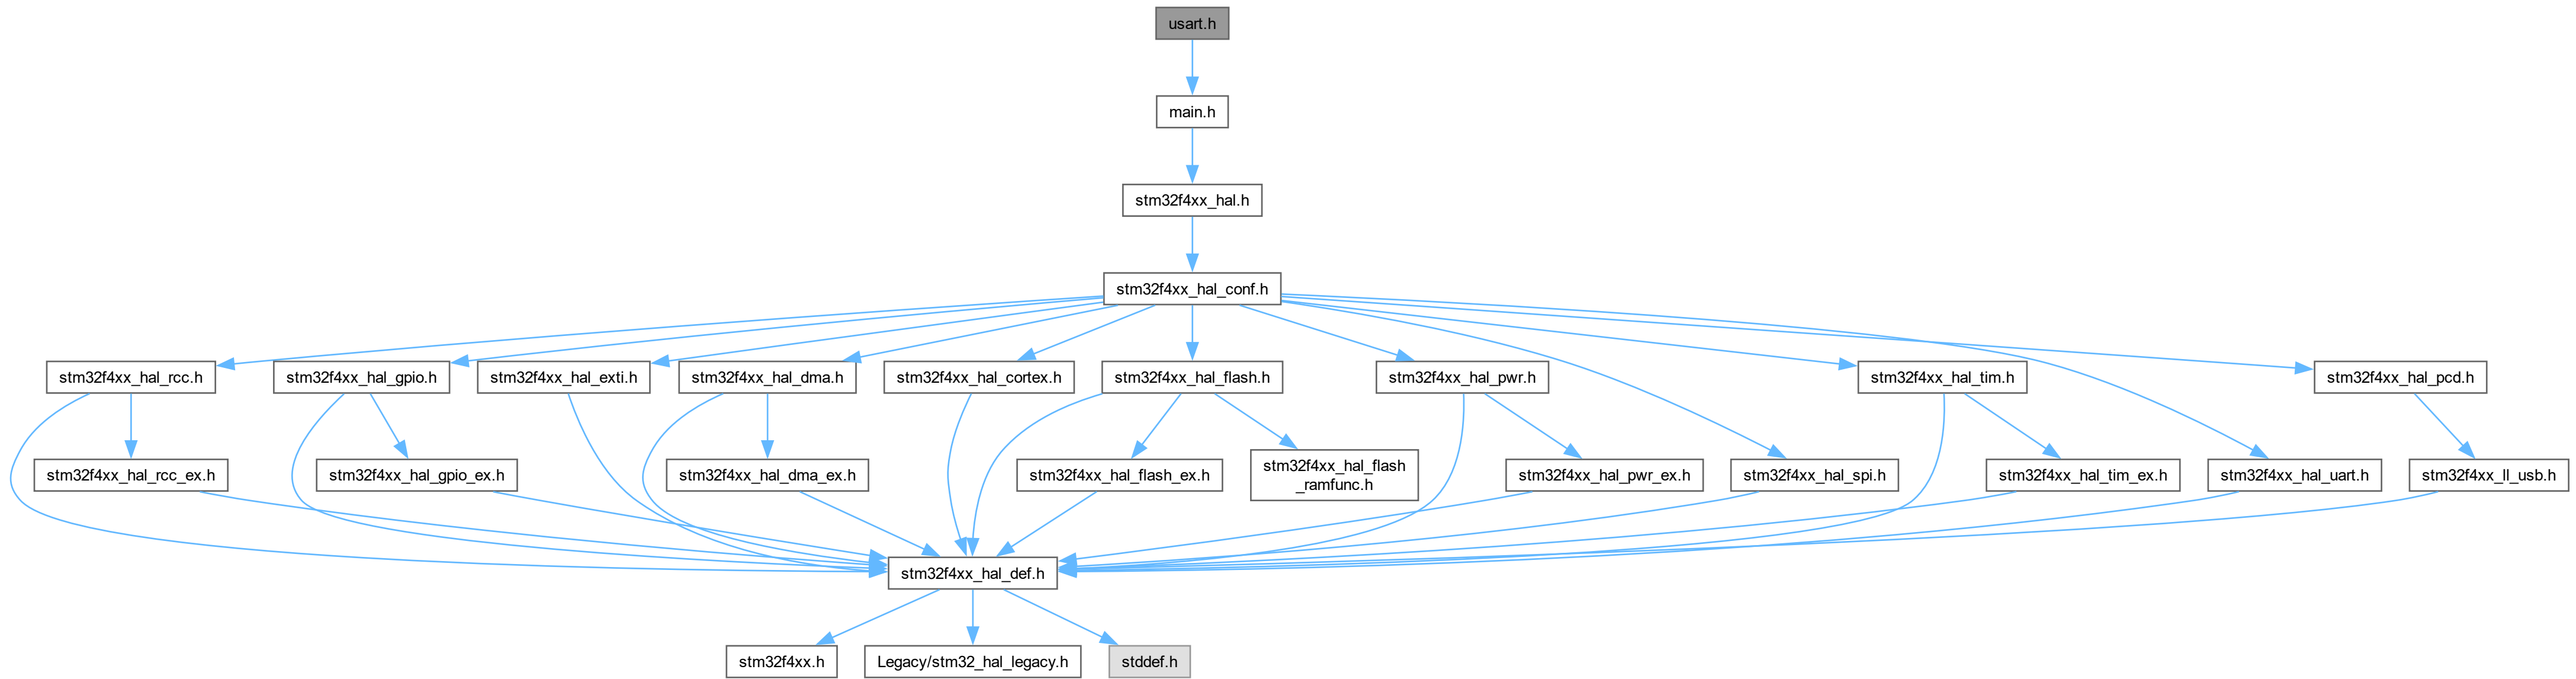 usart.h
main.h
stm32f4xx_hal.h
stm32f4xx_hal_conf.h
stm32f4xx_hal_rcc.h
stm32f4xx_hal_gpio.h
stm32f4xx_hal_exti.h
stm32f4xx_hal_dma.h
stm32f4xx_hal_cortex.h
stm32f4xx_hal_flash.h
stm32f4xx_hal_pwr.h
stm32f4xx_hal_tim.h
stm32f4xx_hal_pcd.h
stm32f4xx_hal_rcc_ex.h
stm32f4xx_hal_gpio_ex.h
stm32f4xx_hal_dma_ex.h
stm32f4xx_hal_flash_ex.h
stm32f4xx_hal_flash
_ramfunc.h
stm32f4xx_hal_pwr_ex.h
stm32f4xx_hal_spi.h
stm32f4xx_hal_tim_ex.h
stm32f4xx_hal_uart.h
stm32f4xx_ll_usb.h
stm32f4xx_hal_def.h
stm32f4xx.h
Legacy/stm32_hal_legacy.h
stddef.h